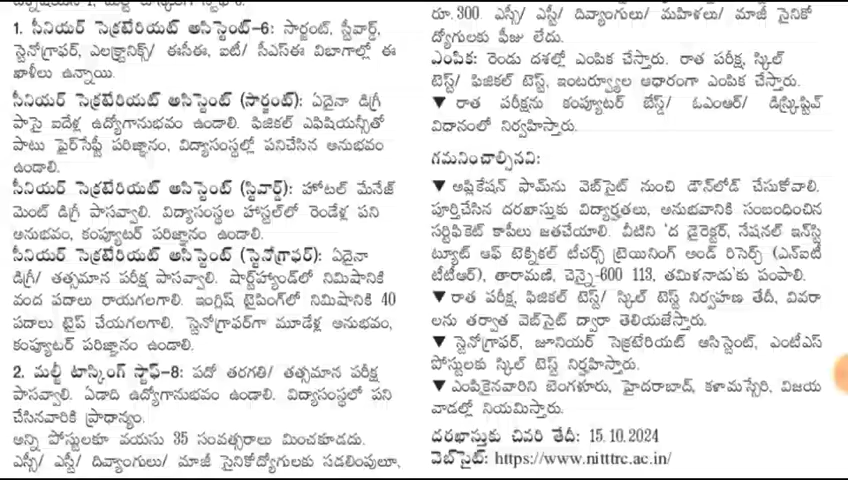 1. సీనియర్ సెక్రటేరియట్ అసిస్టెంట్-6: సార్జంట్, స్టీవార్డ్,
స్టెనోగ్రాఫర్, ఎలక్ట్రానిక్స్/ ఈసీఈ, ఐటీ/ సీఎస్ఈ విబాగాల్లో ఈ
ఖాళీలు ఉన్నాయి.
సీనియర్ సెక్రటేరియట్ అసిస్టెంట్ (సార్జంట్): ఏదైనా డిగ్రీ
పాసై ఐదేళ్ల ఉద్యోగానుభవం ఉండాలి. ఫిజికల్ ఎఫిషియన్సీతో
పాటు ఫైర్‌సేఫ్టీ పరిజ్ఞానం, విద్యాసంస్థల్లో పనిచేసిన అనుభవం
ఉండాలి.
సీనియర్ సెక్రటేరియట్ అసిస్టెంట్ (స్టివార్డ్): హోటల్ మేనేజ్
మెంట్ డిగ్రీ పాసవ్వాలి. విద్యాసంస్థల హాస్టల్‌లో రెండేళ్ల పని
అనుభవం, కంప్యూటర్ పరిజ్ఞానం ఉండాలి.
సీనియర్ సెక్రటేరియట్ అసిస్టెంట్ (స్టెనోగ్రాఫర్): ఏదైనా
డిగ్రీ/ తత్సమాన పరీక్ష పాసవ్వాలి. షార్ట్‌హ్యాండ్‌లో నిమిషానికి
వంద పదాలు రాయగలగాలి. ఇంగ్లిష్ టైపింగ్‌లో నిమిషానికి 40
పదాలు టైప్ చేయగలగాలి, స్టెనోగ్రాఫర్‌గా మూడేళ్ల అనుభవం,
కంప్యూటర్ పరిజ్ఞానం ఉండాలి.
2. మల్టీ టాస్కింగ్ స్టాఫ్-8: పదో తరగతి/ తత్సమాన పరీక్ష
పాసవ్వాలి. ఏడాది ఉద్యోగానుభవం ఉండాలి. విద్యాసంస్థలో పని
చేసినవారికి ప్రాధాన్యం.
అన్ని పోస్టులకూ వయసు 35 సంవత్సరాలు మించకూడదు.
ఎస్సీ/ ఎస్టీ/ దివ్యాంగులు/ మాజీ సైనికోద్యోగులకు సడలింపులూ,
రూ.300. ఎస్సీ/ ఎస్టీ/ దివ్యాంగులు/ మహిళలు/ మాజీ సైనికో
ద్యోగులకు ఫీజు లేదు.
ఎంపిక: రెండు దశల్లో ఎంపిక చేస్తారు. రాత పరీక్ష, స్కిల్
టెస్ట్/ ఫిజికల్ టెస్ట్, ఇంటర్వ్యూల ఆధారంగా ఎంపిక చేస్తారు.
▼ రాత పరీక్షను కంప్యూటర్ బేస్డ్/ ఓఎంఆర్/ డిస్క్రిప్టివ్
విదానంలో నిర్వహిస్తారు.
గమనించాల్సినవి:
▼ అప్లికేషన్ ఫామ్‌ను వెబ్‌సైట్ నుంచి డౌన్‌లోడ్ చేసుకోవాలి.
పూర్తిచేసిన దరఖాస్తుకు విద్యార్హతలు, అనుభవానికి సంబంధించిన
సర్టిఫికెట్ కాపీలు జతచేయాలి. వీటిని ‘ద డైరెక్టర్, నేషనల్ ఇన్‌స్టి
ట్యూట్ ఆఫ్ టెక్నికల్ టీచర్స్ ట్రెయినింగ్ అండ్ రిసెర్చ్ (ఎన్ఐటీ
టీటీఆర్), తారామణి, చెన్నై-600 113, తమిళనాడు’కు పంపాలి.
▼ రాత పరీక్ష, ఫిజికల్ టెస్ట్/ స్కిల్ టెస్ట్ నిర్వహణ తేదీ, వివరా
లను తర్వాత వెబ్‌సైట్ ద్వారా తెలియజేస్తారు.
▼ స్టెనోగ్రాఫర్, జూనియర్ సెక్రటేరియట్ ఆసిస్టెంట్, ఎంటీఎస్
పోస్టులకు స్కిల్ టెస్ట్ నిర్వహిస్తారు.
▼ ఎంపికైనవారిని బెంగళూరు, హైదరాబాద్, కళామస్సేరి, విజయ
వాడల్లో నియమిస్తారు.
దరఖాస్తుకు చివరి తేదీ: 15.10.2024
వెబ్‌సైట్: https://www.nitttrc.ac.in/